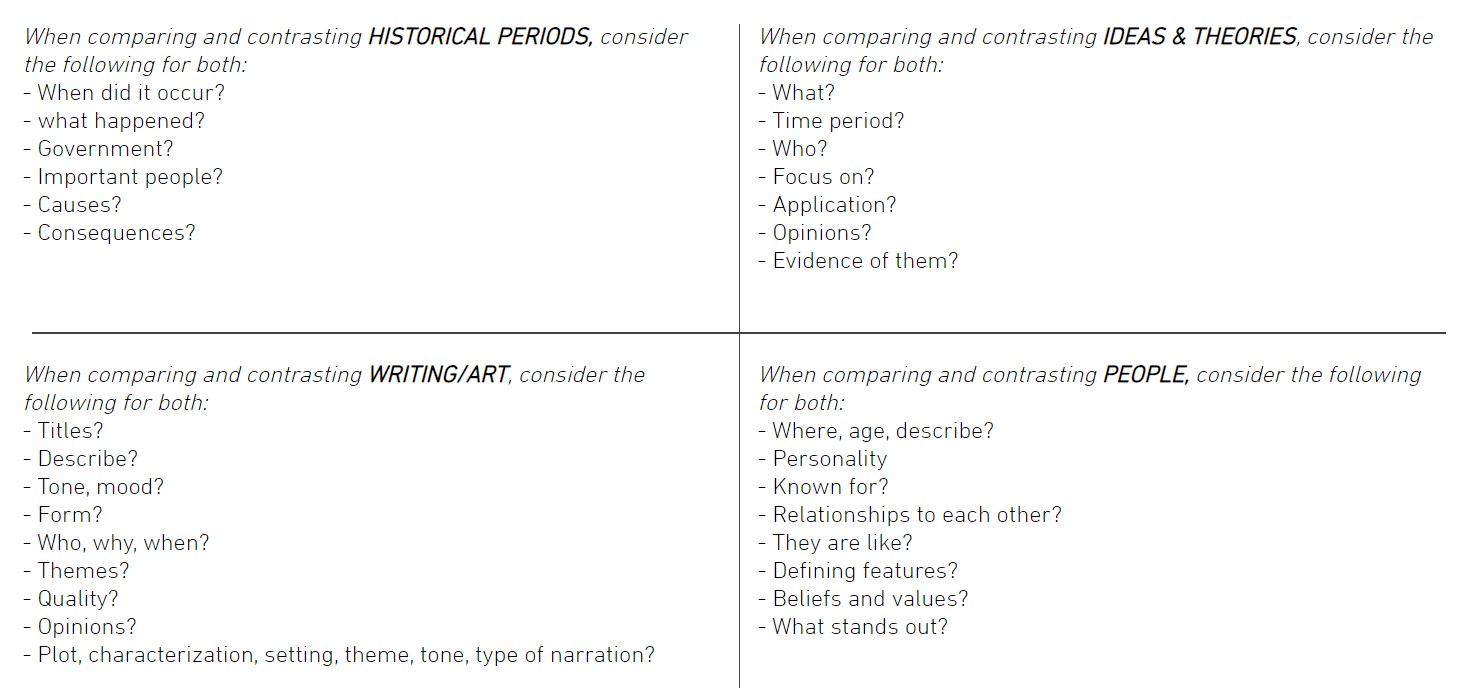 When comparing and contrasting HISTORICAL PERIODS, consider
the following for both:
- When did it occur?
- what happened?
- Government?
- Important people?
- Causes?
- Consequences?
When comparing and contrasting IDEAS & THEORIES, consider the
following for both:
- What?
- Time period?
- Who?
- Focus on?
- Application?
- Opinions?
- Evidence of them?
When comparing and contrasting WRITING/ART, consider the
following for both:
- Titles?
- Describe?
- Tone, mood?
- Form?
- Who, why, when?
- Themes?
- Quality?
- Opinions?
- Plot, characterization, setting, theme, tone, type of narration?
When comparing and contrasting PEOPLE, consider the following
for both:
- Where, age, describe?
- Personality
- Known for?
- Relationships to each other?
- They are like?
- Defining features?
- Beliefs and values?
- What stands out?